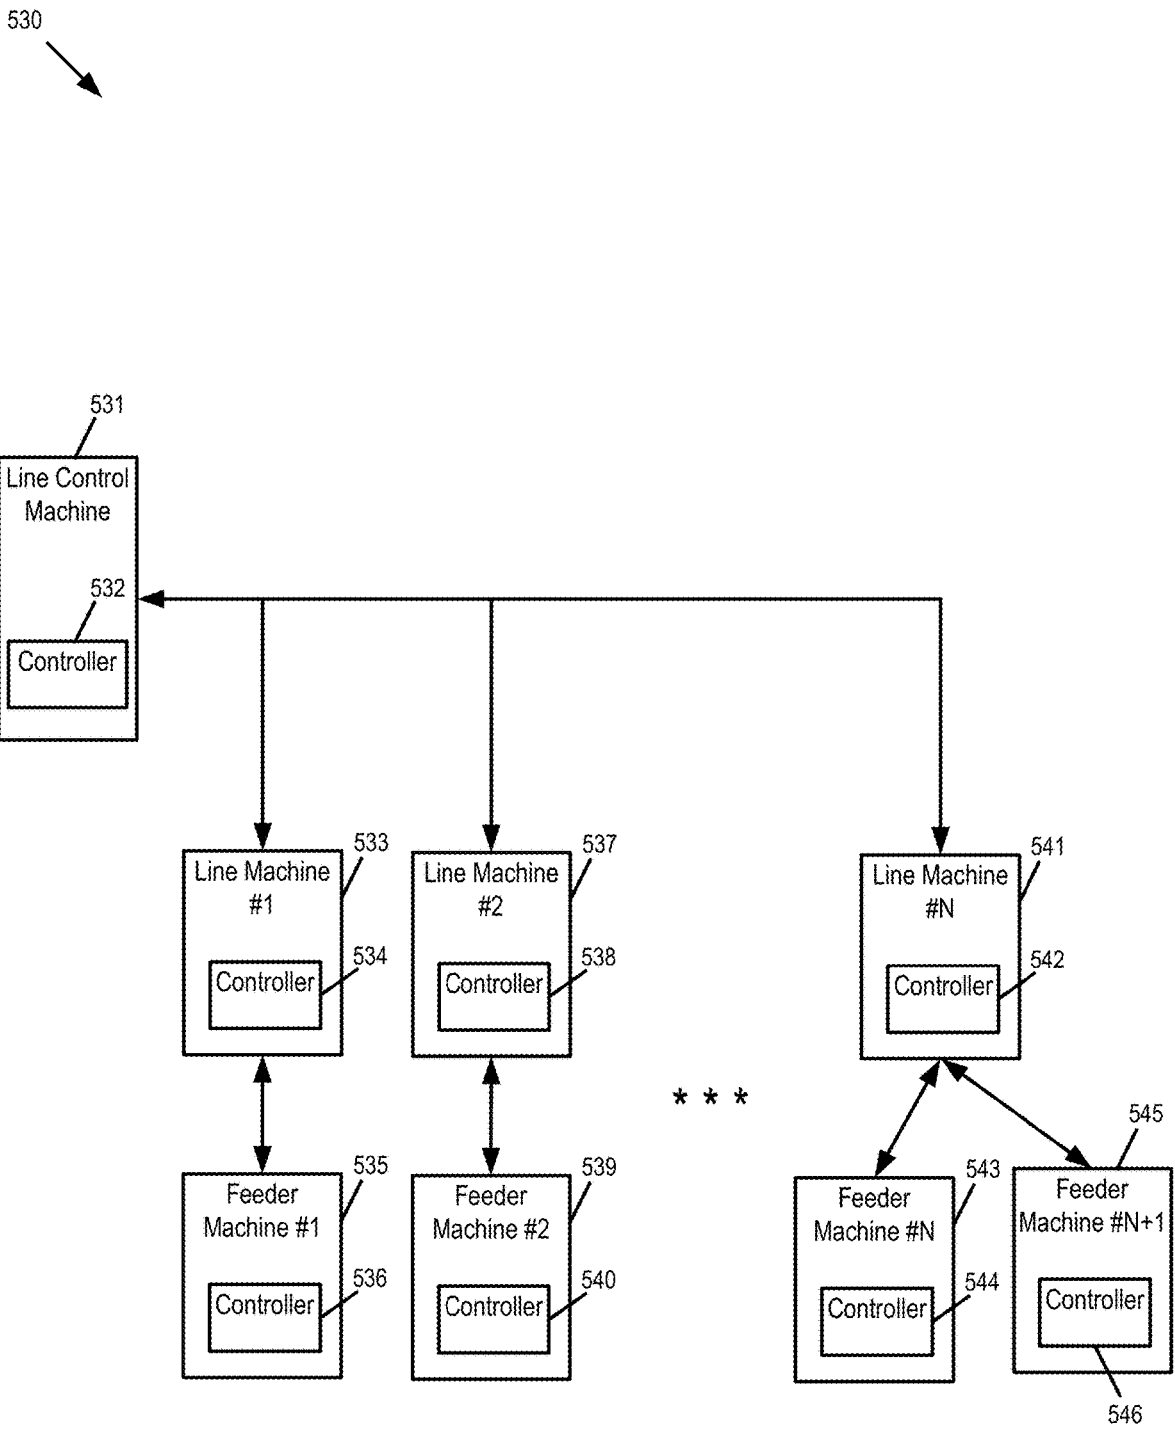 530
531
Line Control
Machine
532
Controller
533
Line Machine
#1
534
Controller
537
Line Machine
#2
538
Controller
541
Line Machine
#N
542
Controller
* * *
535
Feeder
Machine #1
536
Controller
539
Feeder
Machine #2
540
Controller
543
Feeder
Machine #N
544
Controller
545
Feeder
Machine #N+1
Controller
546